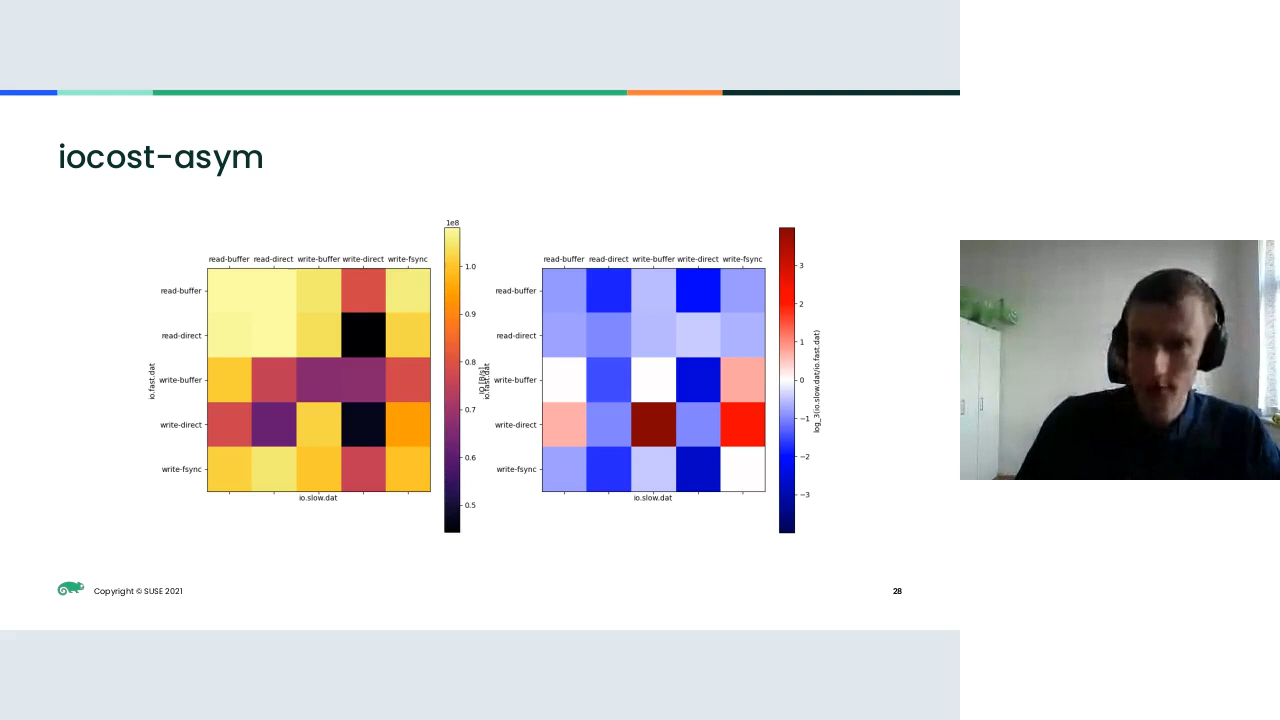 iocost-asym
1e8
read-buffer read-direct write-buffer write-direct write-fsync
read-buffer
read-direct
write-buffer
write-direct
write-fsync
io.fast.dat
io.slow.dat
1.0
0.9
0.8
0.7
0.6
0.5
read-buffer read-direct write-buffer write-direct write-fsync
read-buffer
read-direct
write-buffer
write-direct
write-fsync
io.fast.dat
io.slow.dat
3
2
1
0
−1
−2
−3
log_3(io.slow.dat/io.fast.dat)
Copyright © SUSE 2021
28